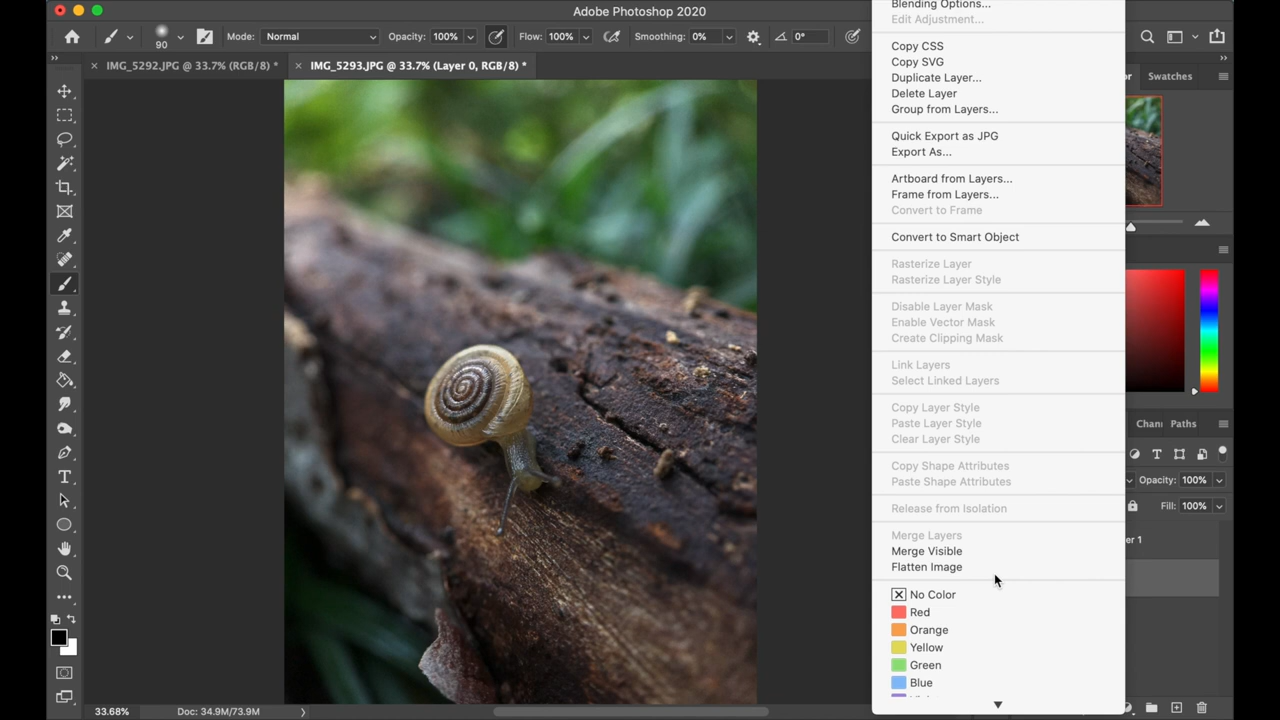 Adobe Photoshop 2020
90
Mode:
Normal
Opacity:
100%
Flow:
100%
Smoothing:
0%
0°
IMG_5292.JPG @ 33.7% (RGB/8) *
IMG_5293.JPG @ 33.7% (Layer 0, RGB/8) *
Blending Options...
Edit Adjustment...
Copy CSS
Copy SVG
Duplicate Layer...
Delete Layer
Group from Layers...
Quick Export as JPG
Export As...
Artboard from Layers...
Frame from Layers...
Convert to Frame
Convert to Smart Object
Rasterize Layer
Rasterize Layer Style
Disable Layer Mask
Enable Vector Mask
Create Clipping Mask
Link Layers
Select Linked Layers
Copy Layer Style
Paste Layer Style
Clear Layer Style
Copy Shape Attributes
Paste Shape Attributes
Release from Isolation
Merge Layers
Merge Visible
Flatten Image
No Color
Red
Orange
Yellow
Green
Blue
or
Swatches
Chann
Paths
Opacity:
100%
Fill:
100%
er 1
33.68%
Doc: 34.9M/73.9M